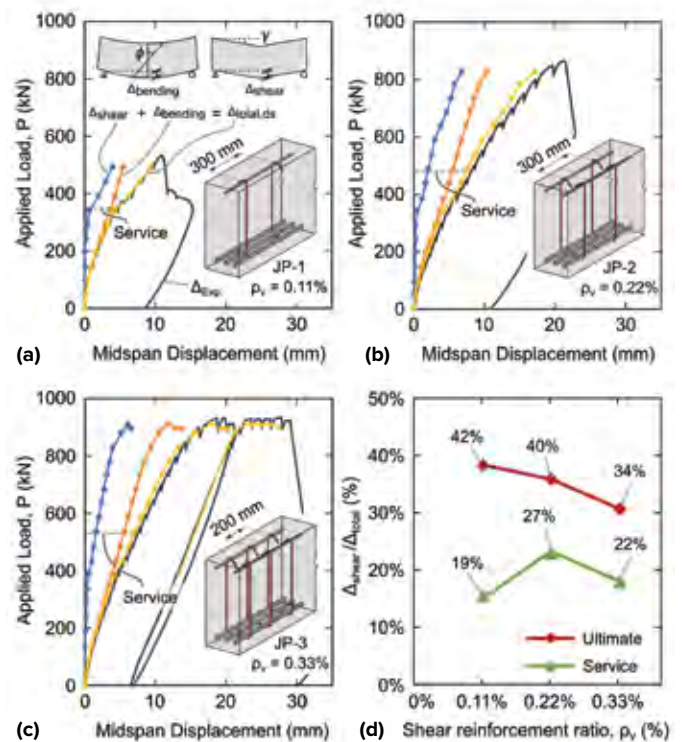 1000
800
600
400
200
0
Applied Load, P (kN)
ϕ
γ
Δbending
Δshear
Δshear + Δbending = Δtotal,ds
300 mm
Service
JP-1
ρv = 0.11%
ΔExp.
0 10 20 30
(a) Midspan Displacement (mm)
1000
800
600
400
200
0
Applied Load, P (kN)
300 mm
Service
JP-2
ρv = 0.22%
0 10 20 30
(b) Midspan Displacement (mm)
1000
800
600
400
200
0
Applied Load, P (kN)
200 mm
Service
JP-3
ρv = 0.33%
0 10 20 30
(c) Midspan Displacement (mm)
50%
40%
30%
20%
10%
Δshear/Δtotal (%)
42%
40%
34%
27%
22%
19%
Ultimate
Service
0% 0.11% 0.22% 0.33%
(d) Shear reinforcement ratio, ρv (%)